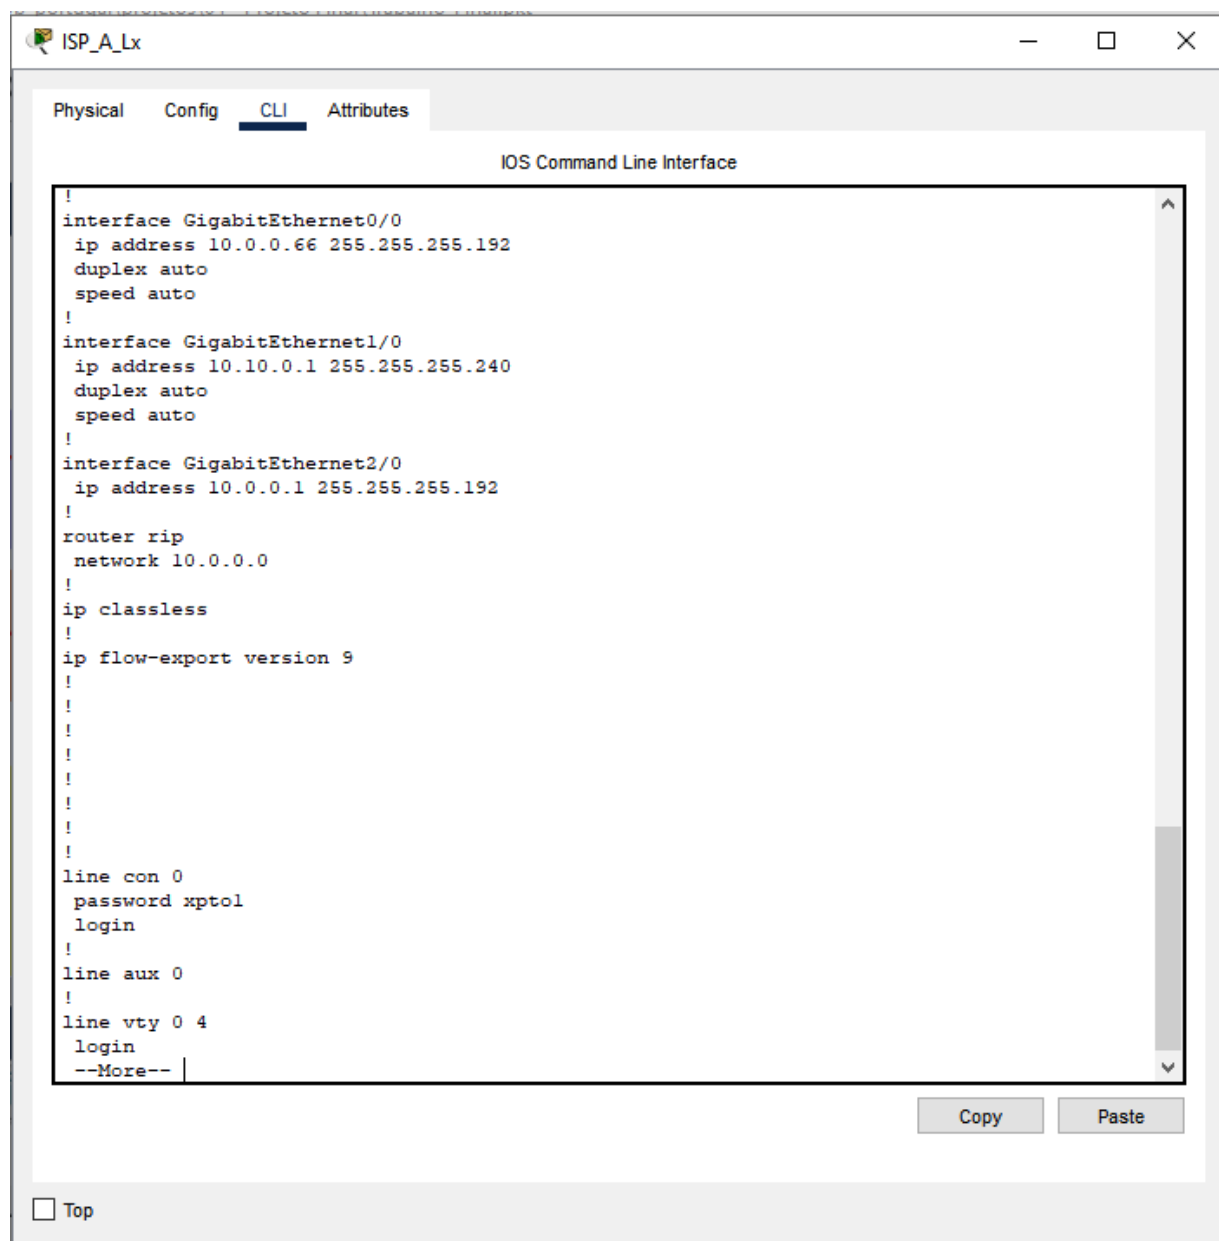 ISP_A_Lx
Physical Config CLI Attributes
IOS Command Line Interface
!
interface GigabitEthernet0/0
ip address 10.0.0.66 255.255.255.192
duplex auto
speed auto
!
interface GigabitEthernet1/0
ip address 10.10.0.1 255.255.255.240
duplex auto
speed auto
!
interface GigabitEthernet2/0
ip address 10.0.0.1 255.255.255.192
!
router rip
network 10.0.0.0
!
ip classless
!
ip flow-export version 9
!
!
!
!
!
!
!
!
line con 0
password xpto1
login
!
line aux 0
!
line vty 0 4
login
--More--
Copy Paste
Top